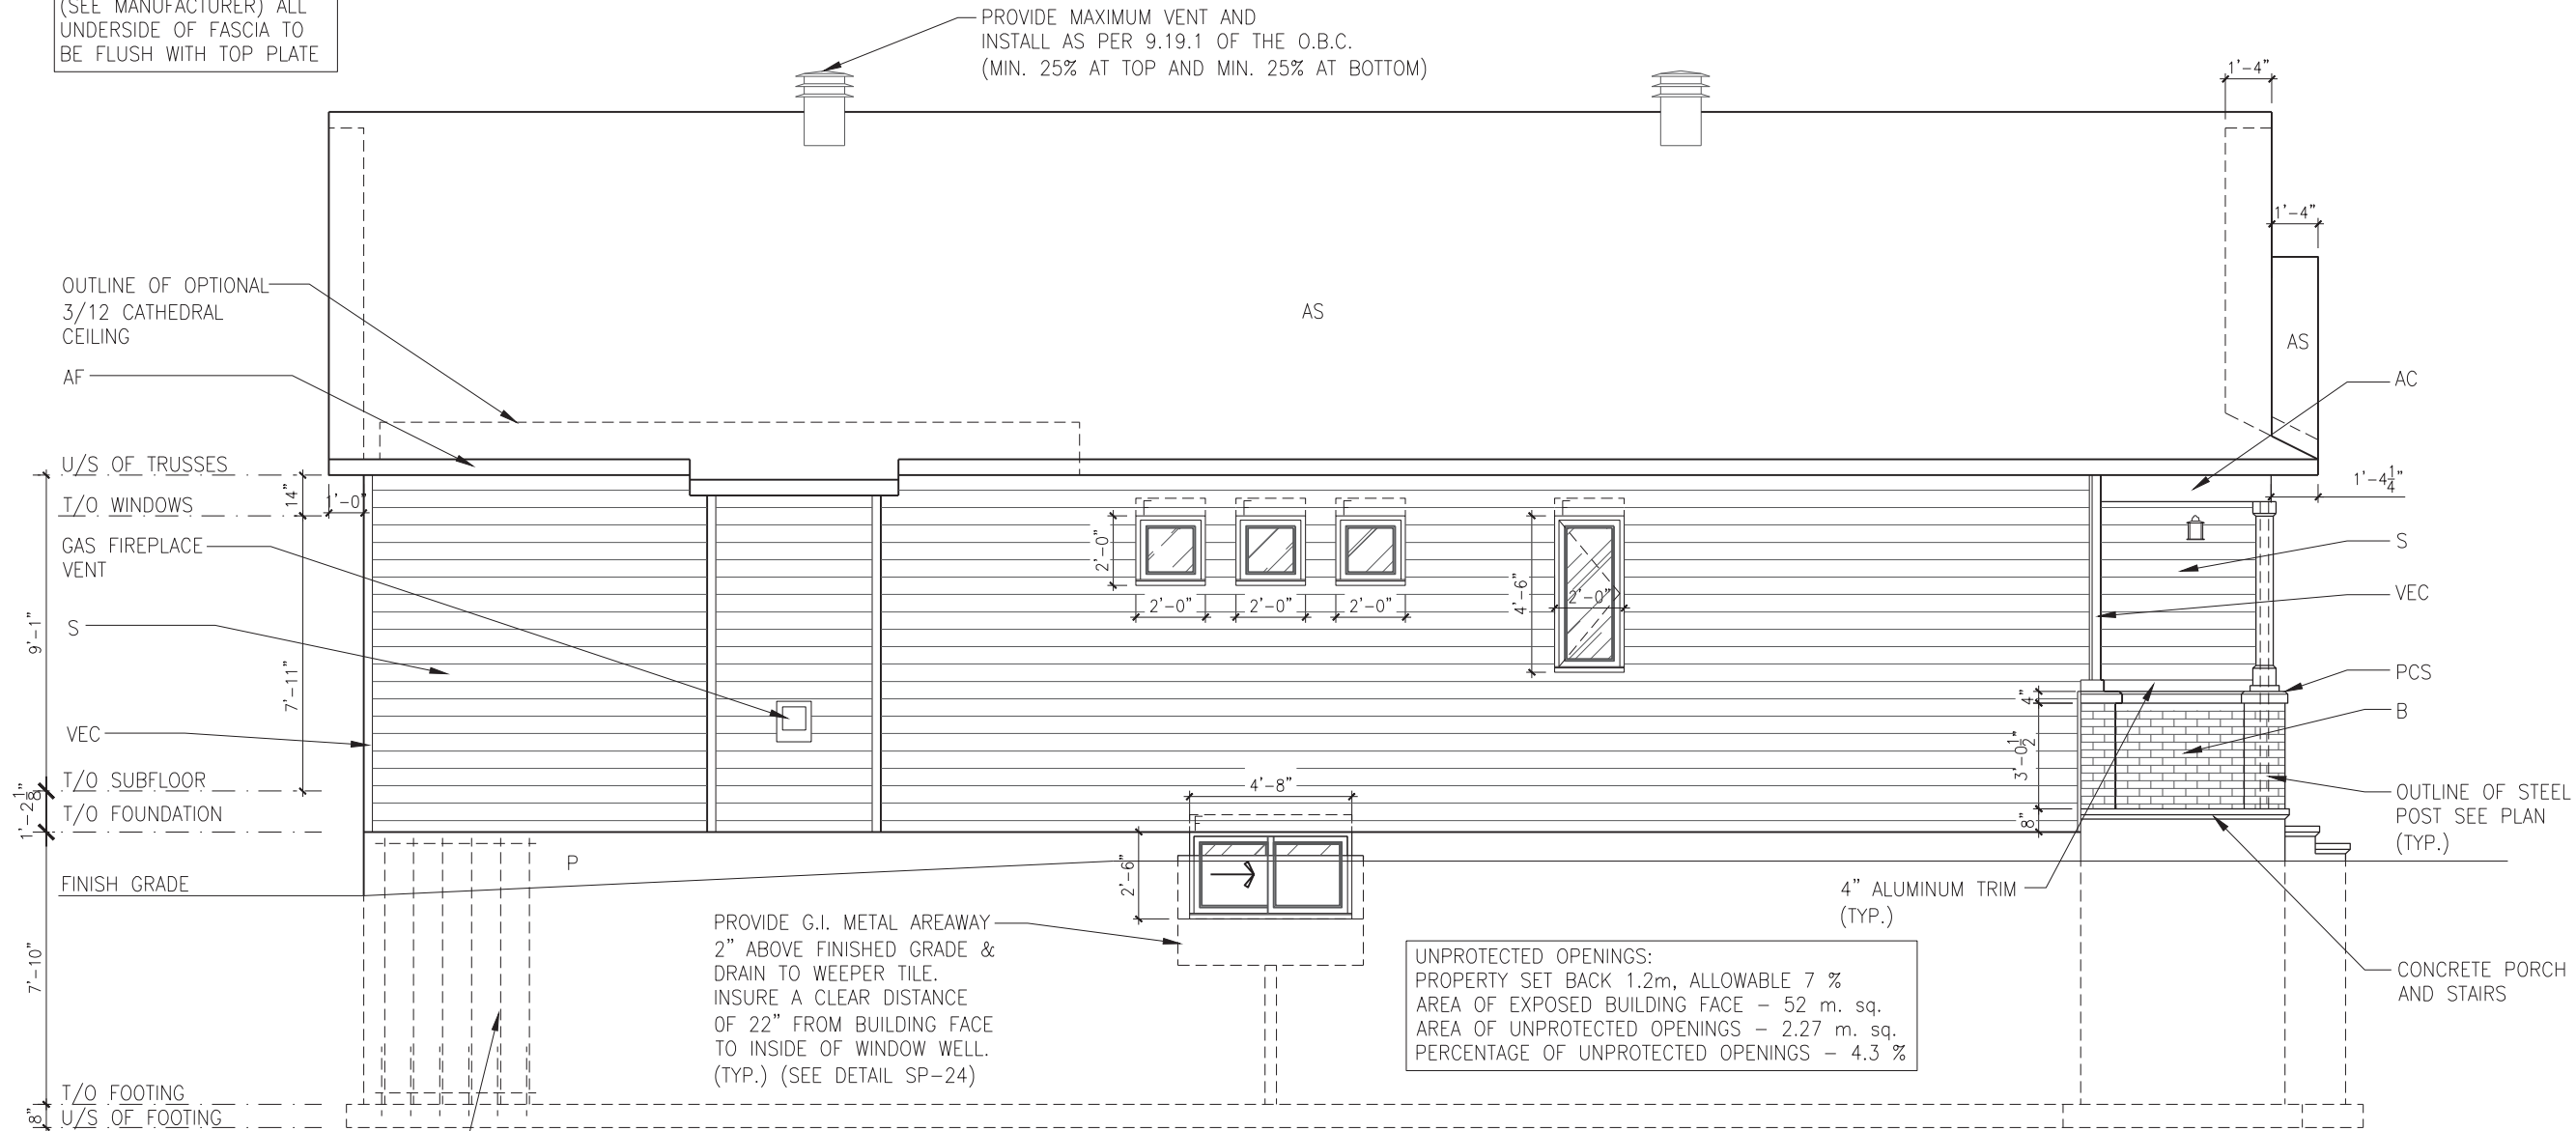 (SEE MANUFACTURER) ALL
UNDERSIDE OF FASCIA TO
BE FLUSH WITH TOP PLATE
PROVIDE MAXIMUM VENT AND
INSTALL AS PER 9.19.1 OF THE O.B.C.
(MIN. 25% AT TOP AND MIN. 25% AT BOTTOM)
1'-4"
1'-4"
OUTLINE OF OPTIONAL
3/12 CATHEDRAL
CEILING
AS
AS
AF
AC
U/S OF TRUSSES
14"
1'-0"
1'-4 1/4"
T/O WINDOWS
GAS FIREPLACE
VENT
2'-0"
2'-0"
2'-0"
2'-0"
4'-6"
2'-0"
S
VEC
9'-1"
S
7'-11"
PCS
4"
B
VEC
3'-0 1/2"
T/O SUBFLOOR
4'-8"
OUTLINE OF STEEL
POST SEE PLAN
(TYP.)
1'-2 1/8"
T/O FOUNDATION
8"
P
2'-6"
FINISH GRADE
4" ALUMINUM TRIM
(TYP.)
PROVIDE G.I. METAL AREAWAY
2" ABOVE FINISHED GRADE &
DRAIN TO WEEPER TILE.
INSURE A CLEAR DISTANCE
OF 22" FROM BUILDING FACE
TO INSIDE OF WINDOW WELL.
(TYP.) (SEE DETAIL SP-24)
UNPROTECTED OPENINGS:
PROPERTY SET BACK 1.2m, ALLOWABLE 7 %
AREA OF EXPOSED BUILDING FACE - 52 m. sq.
AREA OF UNPROTECTED OPENINGS - 2.27 m. sq.
PERCENTAGE OF UNPROTECTED OPENINGS - 4.3 %
CONCRETE PORCH
AND STAIRS
7'-10"
T/O FOOTING
8"
U/S OF FOOTING